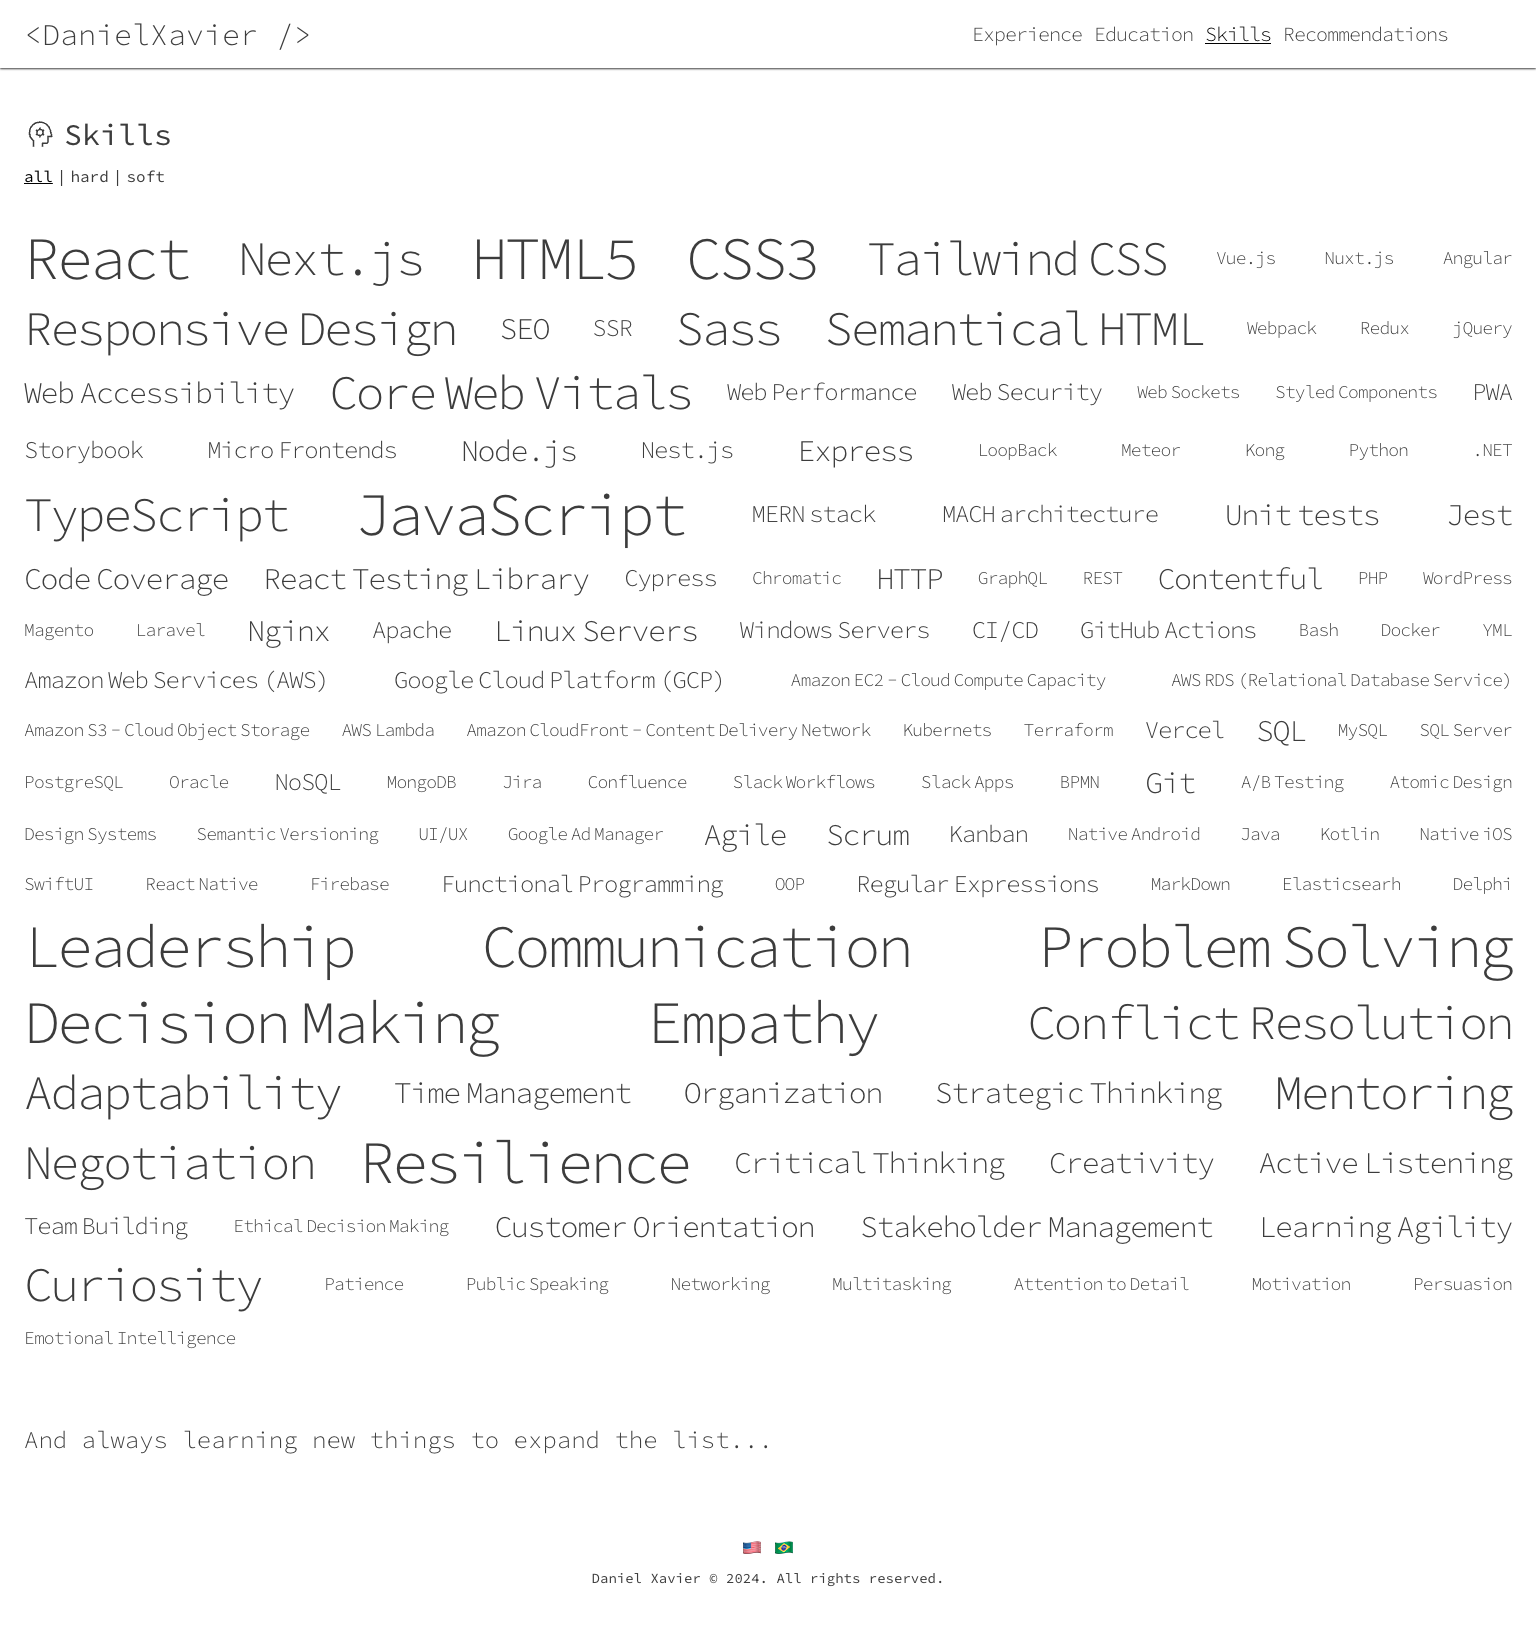 <DanielXavier />
Experience Education Skills Recommendations
Skills
all | hard | soft
React Next.js HTML5 CSS3 Tailwind CSS Vue.js Nuxt.js Angular
Responsive Design SEO SSR Sass Semantical HTML Webpack Redux jQuery
Web Accessibility Core Web Vitals Web Performance Web Security Web Sockets Styled Components PWA
Storybook Micro Frontends Node.js Nest.js Express LoopBack Meteor Kong Python .NET
TypeScript JavaScript MERN stack MACH architecture Unit tests Jest
Code Coverage React Testing Library Cypress Chromatic HTTP GraphQL REST Contentful PHP WordPress
Magento Laravel Nginx Apache Linux Servers Windows Servers CI/CD GitHub Actions Bash Docker YML
Amazon Web Services (AWS) Google Cloud Platform (GCP) Amazon EC2 - Cloud Compute Capacity AWS RDS (Relational Database Service)
Amazon S3 - Cloud Object Storage AWS Lambda Amazon CloudFront - Content Delivery Network Kubernets Terraform Vercel SQL MySQL SQL Server
PostgreSQL Oracle NoSQL MongoDB Jira Confluence Slack Workflows Slack Apps BPMN Git A/B Testing Atomic Design
Design Systems Semantic Versioning UI/UX Google Ad Manager Agile Scrum Kanban Native Android Java Kotlin Native iOS
SwiftUI React Native Firebase Functional Programming OOP Regular Expressions MarkDown Elasticsearh Delphi
Leadership Communication Problem Solving
Decision Making Empathy Conflict Resolution
Adaptability Time Management Organization Strategic Thinking Mentoring
Negotiation Resilience Critical Thinking Creativity Active Listening
Team Building Ethical Decision Making Customer Orientation Stakeholder Management Learning Agility
Curiosity Patience Public Speaking Networking Multitasking Attention to Detail Motivation Persuasion
Emotional Intelligence
And always learning new things to expand the list...
Daniel Xavier © 2024. All rights reserved.